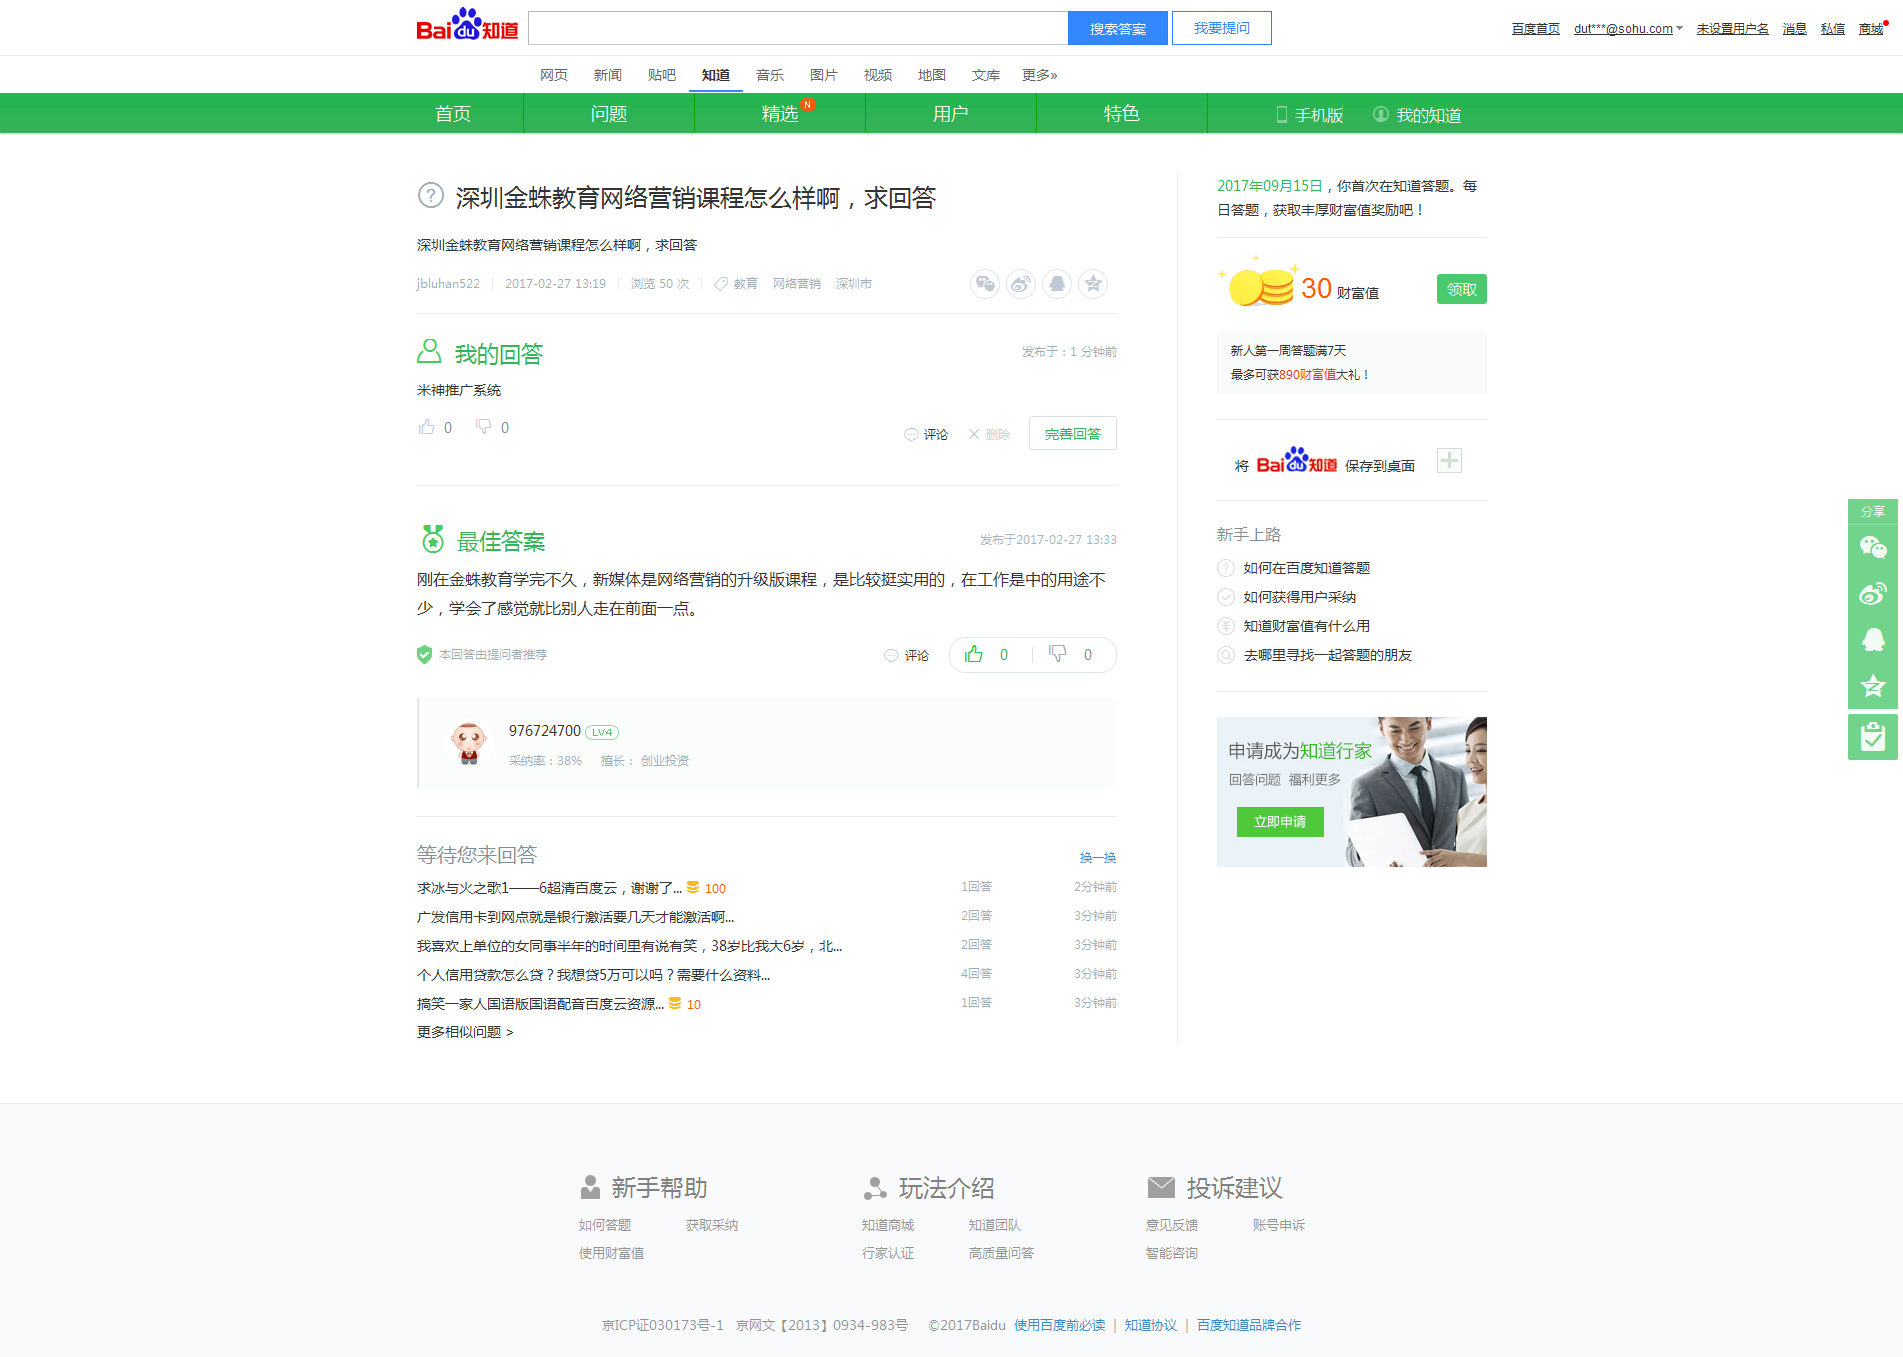 Baidu知道 搜索答案 我要提问 百度首页 dut***@sohu.com 未设置用户名 消息 私信 商城
网页 新闻 贴吧 知道 音乐 图片 视频 地图 文库 更多»
首页 问题 精选 N 用户 特色 手机版 我的知道
深圳金蛛教育网络营销课程怎么样啊，求回答
深圳金蛛教育网络营销课程怎么样啊，求回答
jbluhan522 2017-02-27 13:19 浏览 50 次 教育 网络营销 深圳市
我的回答 发布于：1 分钟前
米神推广系统
0 0
评论 删除 完善回答
最佳答案 发布于2017-02-27 13:33
刚在金蛛教育学完不久，新媒体是网络营销的升级版课程，是比较挺实用的，在工作是中的用途不
少，学会了感觉就比别人走在前面一点。
本回答由提问者推荐 评论 0 0
976724700 LV4
采纳率：38% 擅长： 创业投资
等待您来回答 换一换
求冰与火之歌1——6超清百度云，谢谢了... 100 1回答 2分钟前
广发信用卡到网点就是银行激活要几天才能激活啊... 2回答 3分钟前
我喜欢上单位的女同事半年的时间里有说有笑，38岁比我大6岁，北... 2回答 3分钟前
个人信用贷款怎么贷？我想贷5万可以吗？需要什么资料... 4回答 3分钟前
搞笑一家人国语版国语配音百度云资源... 10 1回答 3分钟前
更多相似问题 >
2017年09月15日，你首次在知道答题。每
日答题，获取丰厚财富值奖励吧！
30 财富值 领取
新人第一周答题满7天
最多可获890财富值大礼！
将 Baidu知道 保存到桌面
新手上路
如何在百度知道答题
如何获得用户采纳
知道财富值有什么用
去哪里寻找一起答题的朋友
申请成为知道行家
回答问题 福利更多
立即申请
分享
新手帮助 玩法介绍 投诉建议
如何答题 获取采纳 知道商城 知道团队 意见反馈 账号申诉
使用财富值 行家认证 高质量问答 智能咨询
京ICP证030173号-1 京网文【2013】0934-983号 ©2017Baidu 使用百度前必读 | 知道协议 | 百度知道品牌合作